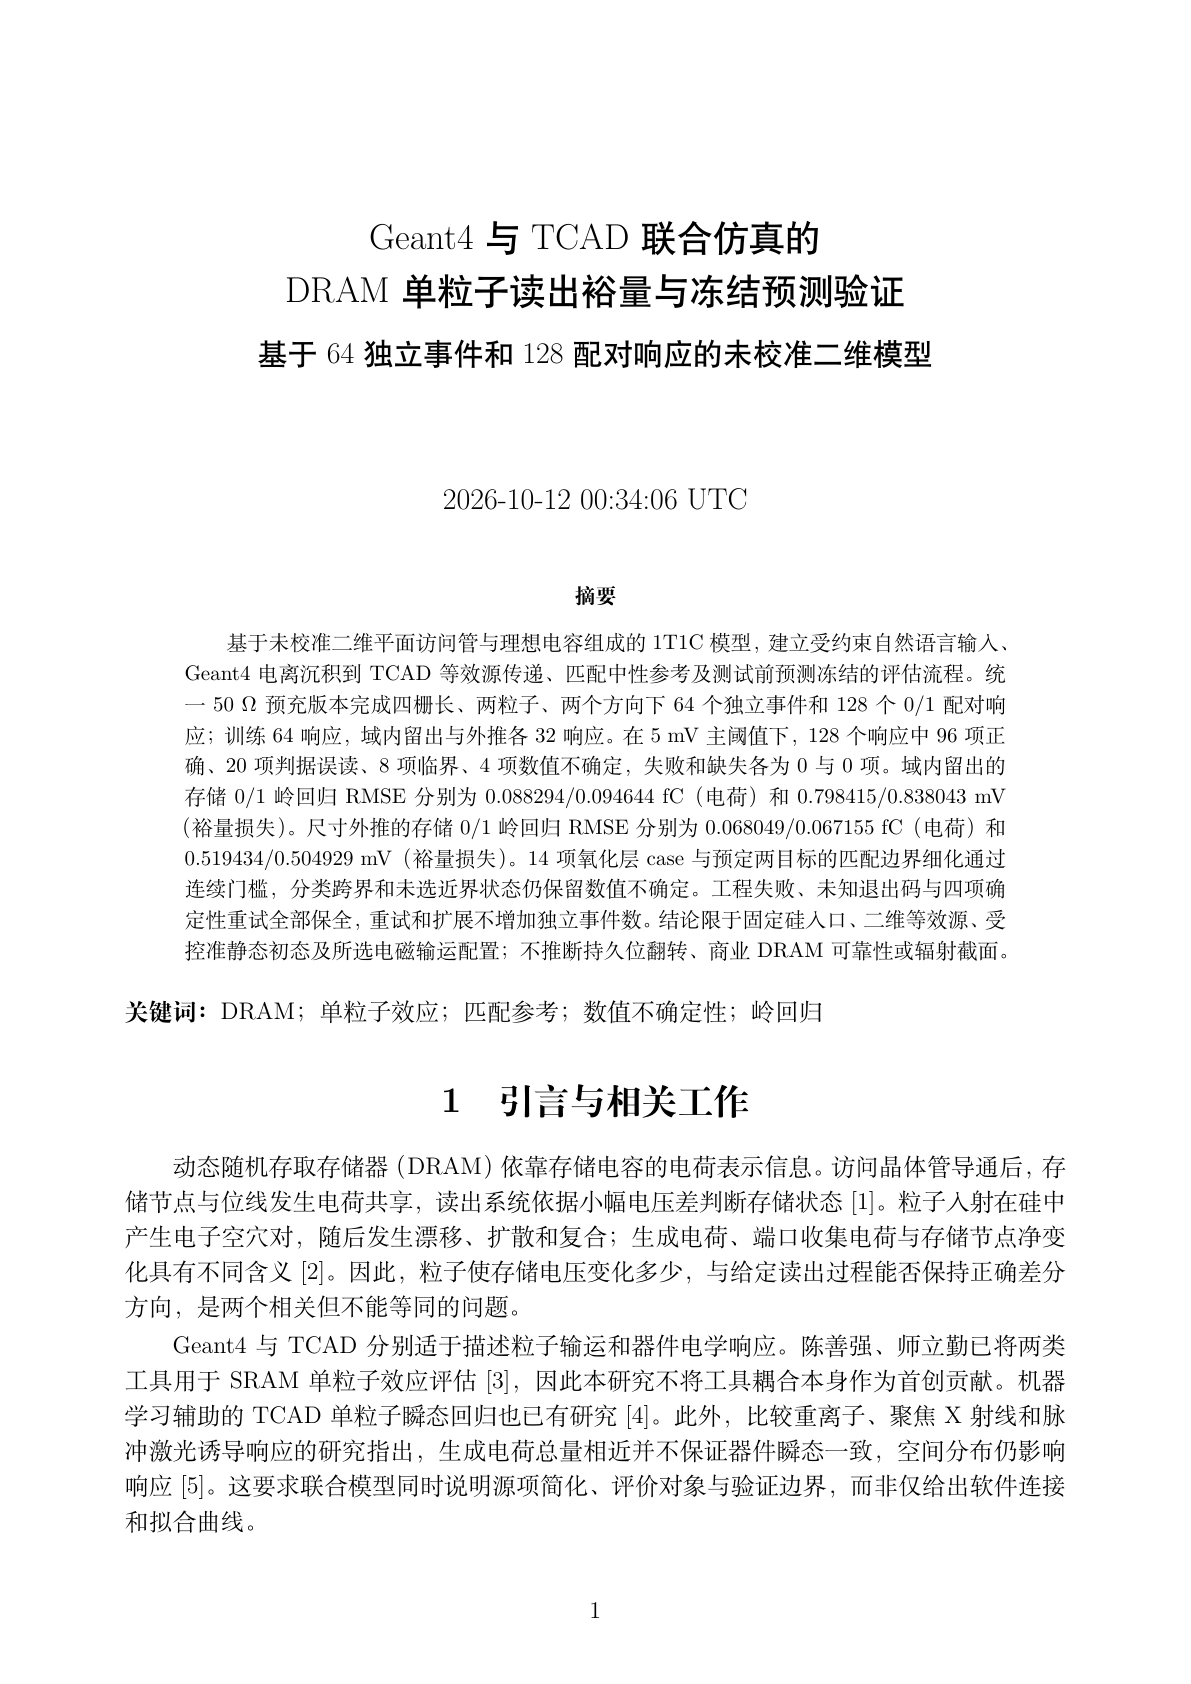 Geant4 与 TCAD 联合仿真的
DRAM 单粒子读出裕量与冻结预测验证
基于 64 独立事件和 128 配对响应的未校准二维模型
2026-10-12 00:34:06 UTC
摘要
基于未校准二维平面访问管与理想电容组成的 1T1C 模型，建立受约束自然语言输入、
Geant4 电离沉积到 TCAD 等效源传递、匹配中性参考及测试前预测冻结的评估流程。统
一 50 Ω 预充版本完成四栅长、两粒子、两个方向下 64 个独立事件和 128 个 0/1 配对响
应；训练 64 响应，域内留出与外推各 32 响应。在 5 mV 主阈值下，128 个响应中 96 项正
确、20 项判据误读、8 项临界、4 项数值不确定，失败和缺失各为 0 与 0 项。域内留出的
存储 0/1 岭回归 RMSE 分别为 0.088294/0.094644 fC（电荷）和 0.798415/0.838043 mV
（裕量损失）。尺寸外推的存储 0/1 岭回归 RMSE 分别为 0.068049/0.067155 fC（电荷）和
0.519434/0.504929 mV（裕量损失）。14 项氧化层 case 与预定两目标的匹配边界细化通过
连续门槛，分类跨界和未选近界状态仍保留数值不确定。工程失败、未知退出码与四项确
定性重试全部保全，重试和扩展不增加独立事件数。结论限于固定硅入口、二维等效源、受
控准静态初态及所选电磁输运配置；不推断持久位翻转、商业 DRAM 可靠性或辐射截面。
关键词：DRAM；单粒子效应；匹配参考；数值不确定性；岭回归
1 引言与相关工作
动态随机存取存储器（DRAM）依靠存储电容的电荷表示信息。访问晶体管导通后，存
储节点与位线发生电荷共享，读出系统依据小幅电压差判断存储状态 [1]。粒子入射在硅中
产生电子空穴对，随后发生漂移、扩散和复合；生成电荷、端口收集电荷与存储节点净变
化具有不同含义 [2]。因此，粒子使存储电压变化多少，与给定读出过程能否保持正确差分
方向，是两个相关但不能等同的问题。
Geant4 与 TCAD 分别适于描述粒子输运和器件电学响应。陈善强、师立勤已将两类
工具用于 SRAM 单粒子效应评估 [3]，因此本研究不将工具耦合本身作为首创贡献。机器
学习辅助的 TCAD 单粒子瞬态回归也已有研究 [4]。此外，比较重离子、聚焦 X 射线和脉
冲激光诱导响应的研究指出，生成电荷总量相近并不保证器件瞬态一致，空间分布仍影响
响应 [5]。这要求联合模型同时说明源项简化、评价对象与验证边界，而非仅给出软件连接
和拟合曲线。
1